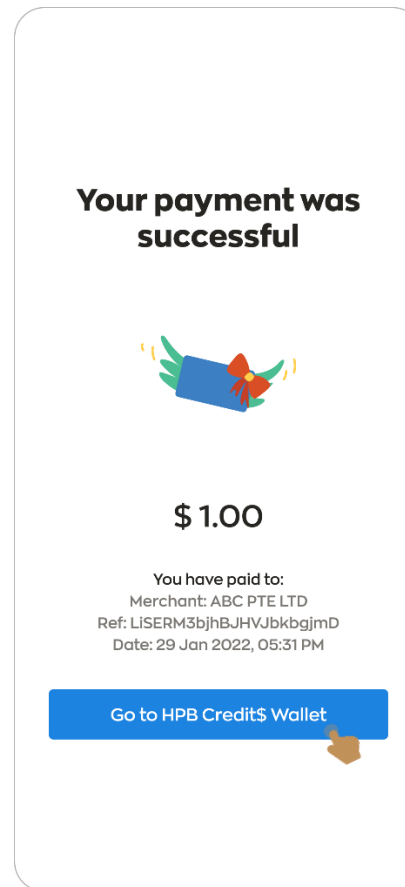 Your payment was
successful
$ 1.00
You have paid to:
Merchant: ABC PTE LTD
Ref: LiSERM3bjhBJHVJbkbgjmD
Date: 29 Jan 2022, 05:31 PM
Go to HPB Credit$ Wallet